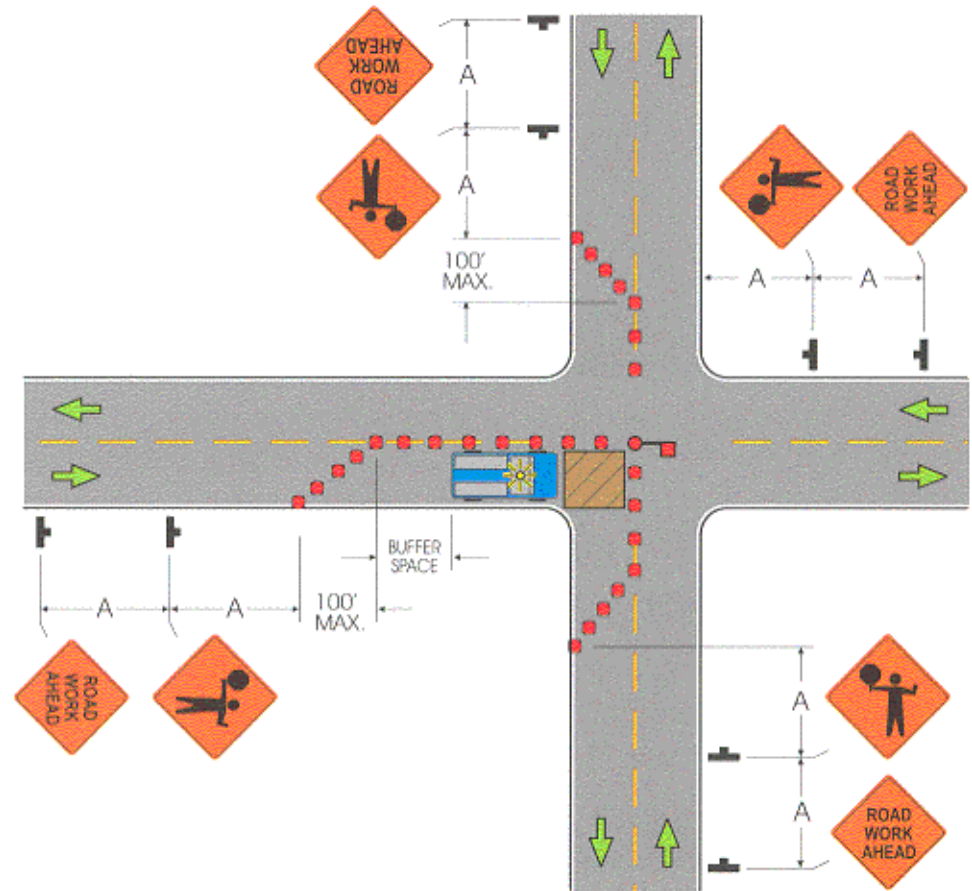 ROAD
WORK
AHEAD
A
A
100'
MAX.
ROAD
WORK
AHEAD
A
A
BUFFER
SPACE
A
A
100'
MAX.
ROAD
WORK
AHEAD
A
A
ROAD
WORK
AHEAD